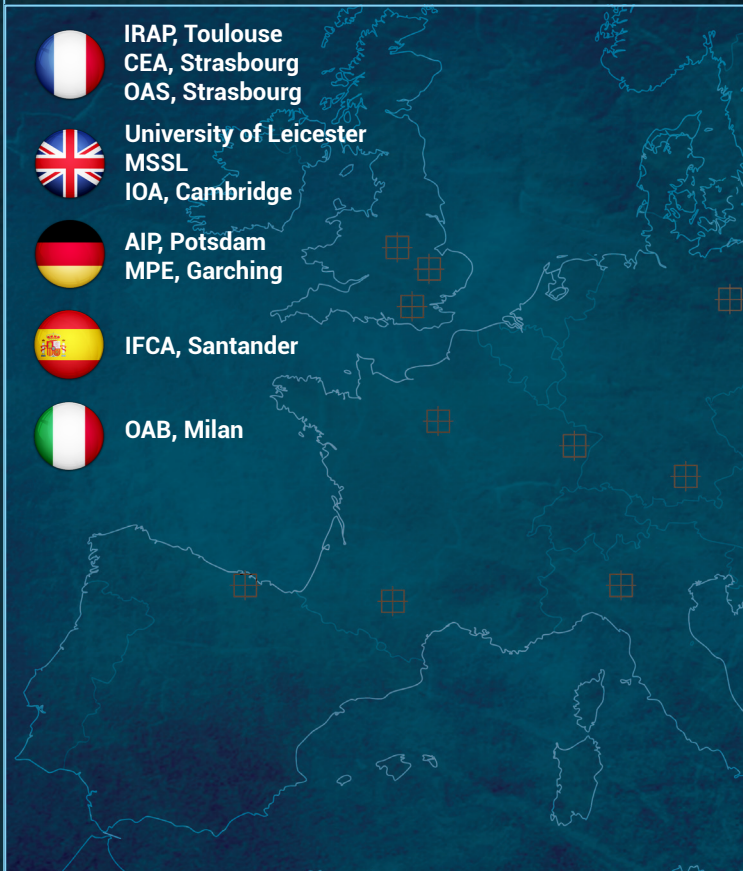 IRAP, Toulouse
CEA, Strasbourg
OAS, Strasbourg
University of Leicester
MSSL
IOA, Cambridge
AIP, Potsdam
MPE, Garching
IFCA, Santander
OAB, Milan